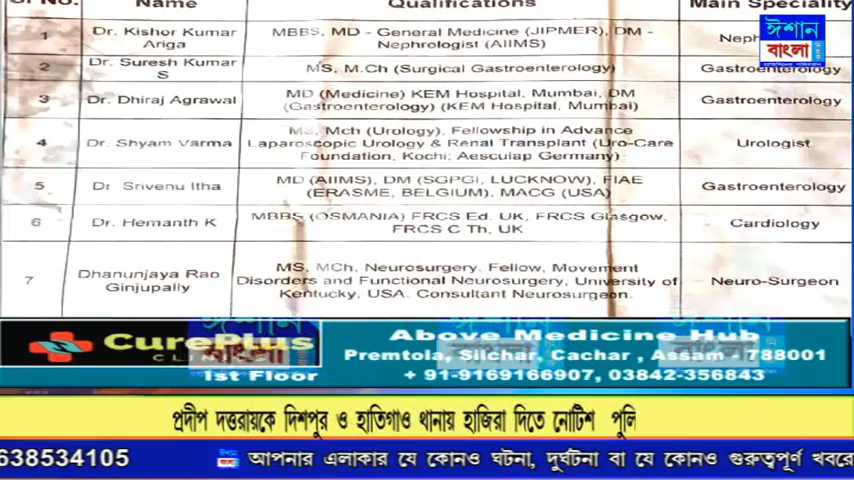 Sr No.
Name
Qualifications
Main Speciality
1
Dr. Kishor Kumar
Ariga
MBBS, MD - General Medicine (JIPMER), DM -
Nephrologist (AIIMS)
2
Dr. Suresh Kumar
S
MS, M.Ch (Surgical Gastroenterology)
Gastroenterology
3
Dr. Dhiraj Agrawal
MD (Medicine) KEM Hospital, Mumbai, DM
(Gastroenterology) (KEM Hospital, Mumbai)
Gastroenterology
4
Dr. Shyam Varma
MS, Mch (Urology), Fellowship in Advance
Laparoscopic Urology & Renal Transplant (Uro-Care
Foundation, Kochi; Aesculap Germany)
Urologist
5
Dr Srivenu Itha
MD (AIIMS), DM (SGPGI, LUCKNOW), FIAE
(ERASME, BELGIUM), MACG (USA)
Gastroenterology
6
Dr. Hemanth K
MBBS (OSMANIA) FRCS Ed. UK, FRCS Glasgow,
FRCS C Th, UK
Cardiology
7
Dhanunjaya Rao
Ginjupally
MS, MCh, Neurosurgery, Fellow, Movement
Disorders and Functional Neurosurgery, University of
Kentucky, USA. Consultant Neurosurgeon.
Neuro-Surgeon
ঈশান
বাংলা
CurePlus
CLINIC
1st Floor
Above Medicine Hub
Premtola, Silchar, Cachar, Assam - 788001
+ 91-9169166907, 03842-356843
প্রদীপ দত্তরায়কে দিশপুর ও হাতিগাও থানায় হাজিরা দিতে নোটিশ পুলি
638534105 আপনার এলাকার যে কোনও ঘটনা, দুর্ঘটনা বা যে কোনও গুরুত্বপূর্ণ খবরে